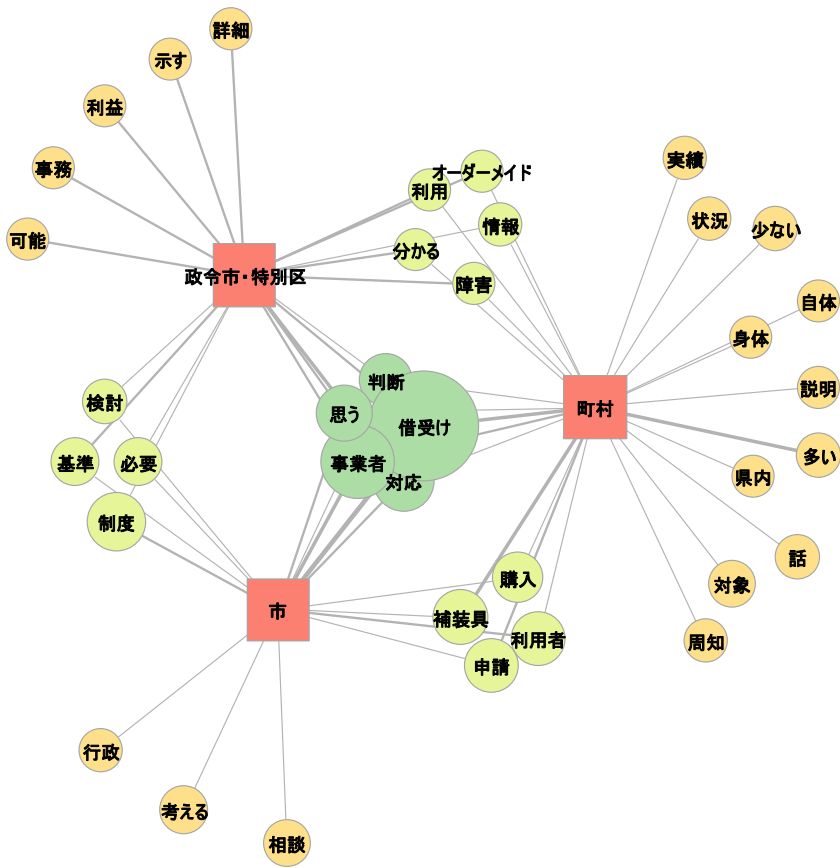 詳細
示す
利益
事務
可能
政令市・特別区
オーダーメイド
利用
情報
分かる
障害
実績
状況
少ない
自体
身体
説明
多い
県内
話
対象
周知
町村
検討
基準
必要
制度
判断
思う
借受け
事業者
対応
市
購入
補装具
利用者
申請
行政
考える
相談